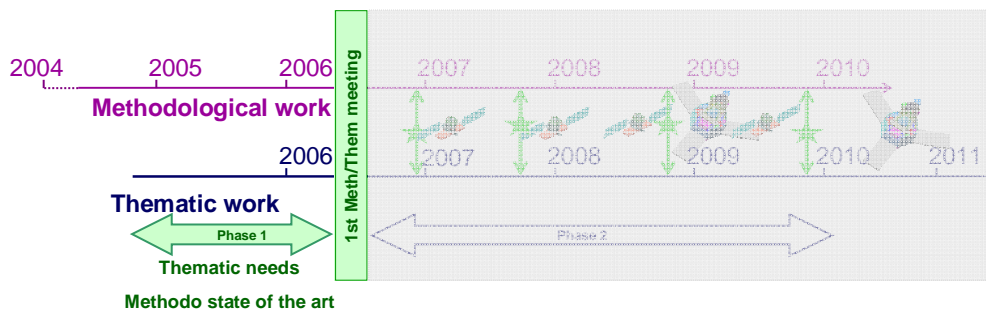 2004 2005 2006 2007 2008 2009 2010
Methodological work
1st Meth/Them meeting
2006 2007 2008 2009 2010 2011
Thematic work
Phase 1
Phase 2
Thematic needs
Methodo state of the art